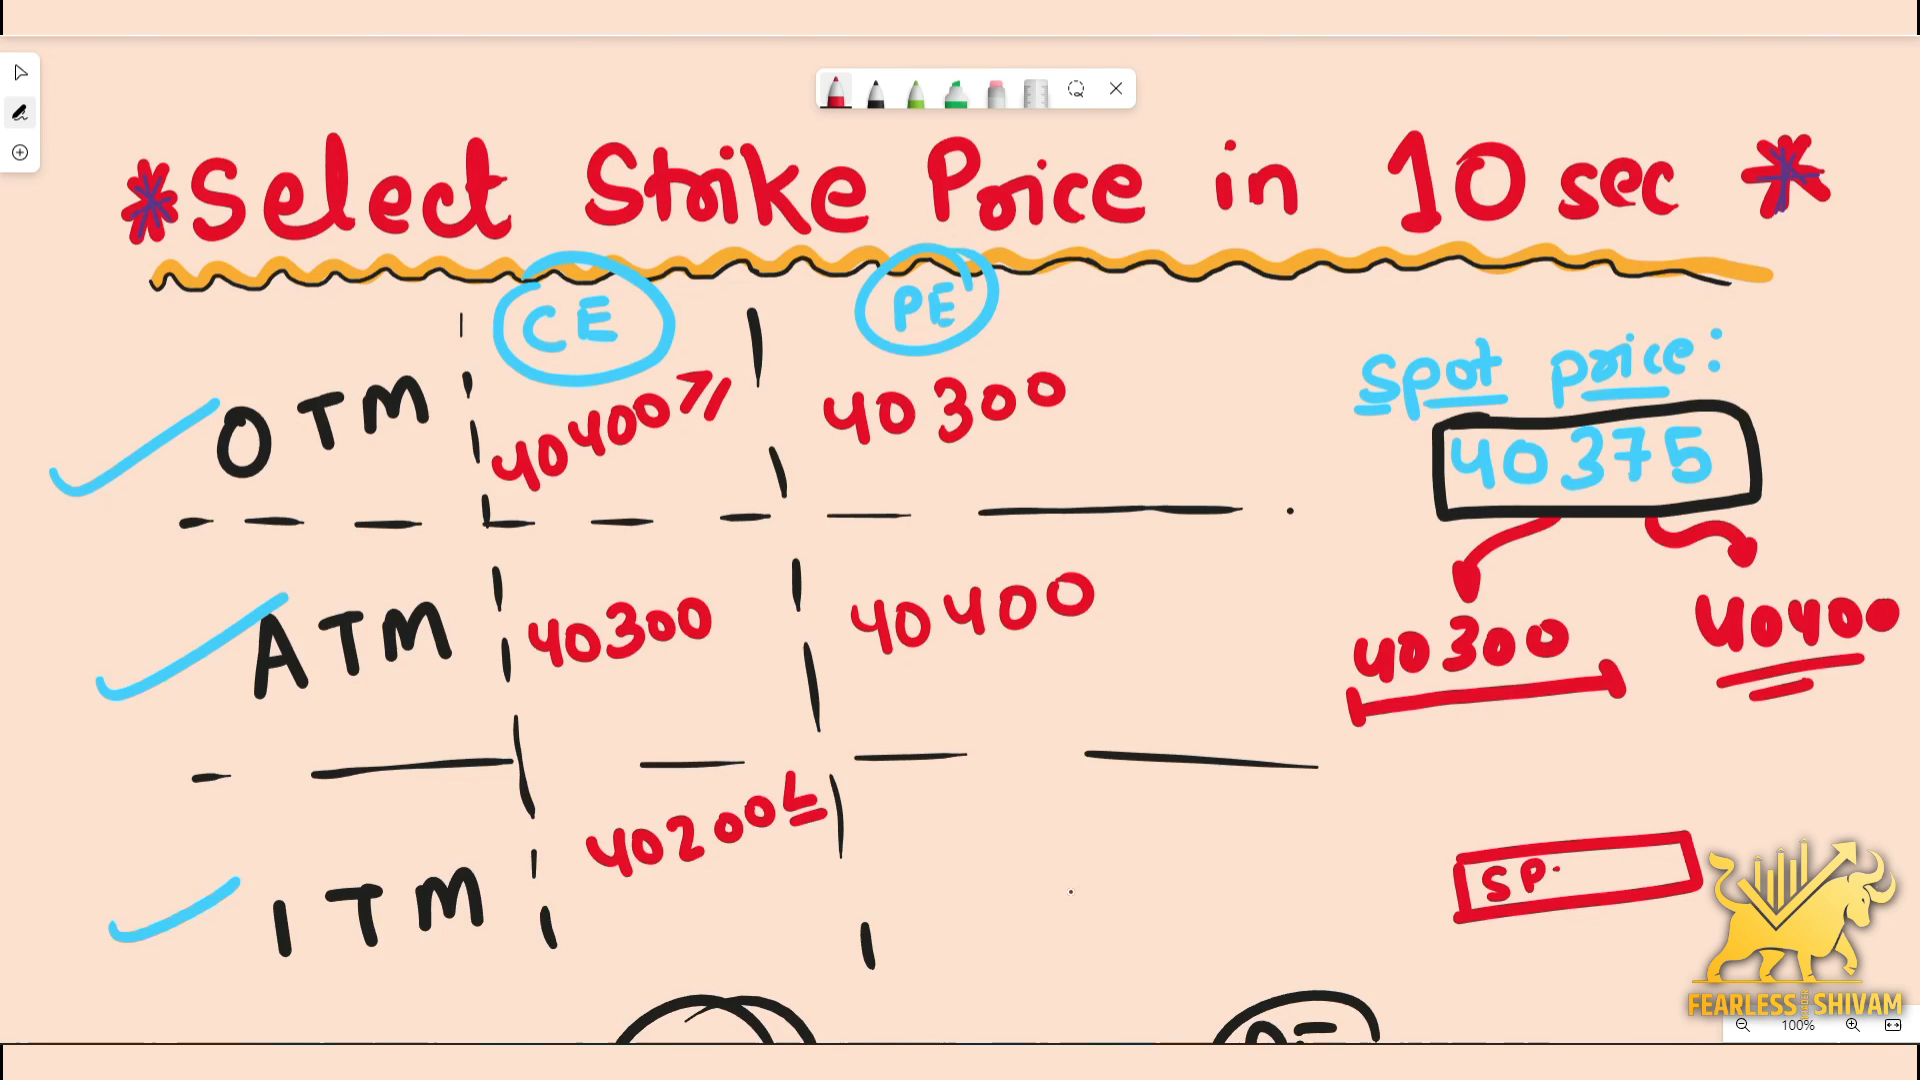 *Select Strike Price in 10 sec *
CE PE
spot price:
OTM 40400≥ 40300
40375
ATM 40300 40400
40300 40400
ITM 40200≤
SP.
FEARLESS SHIVAM
100%